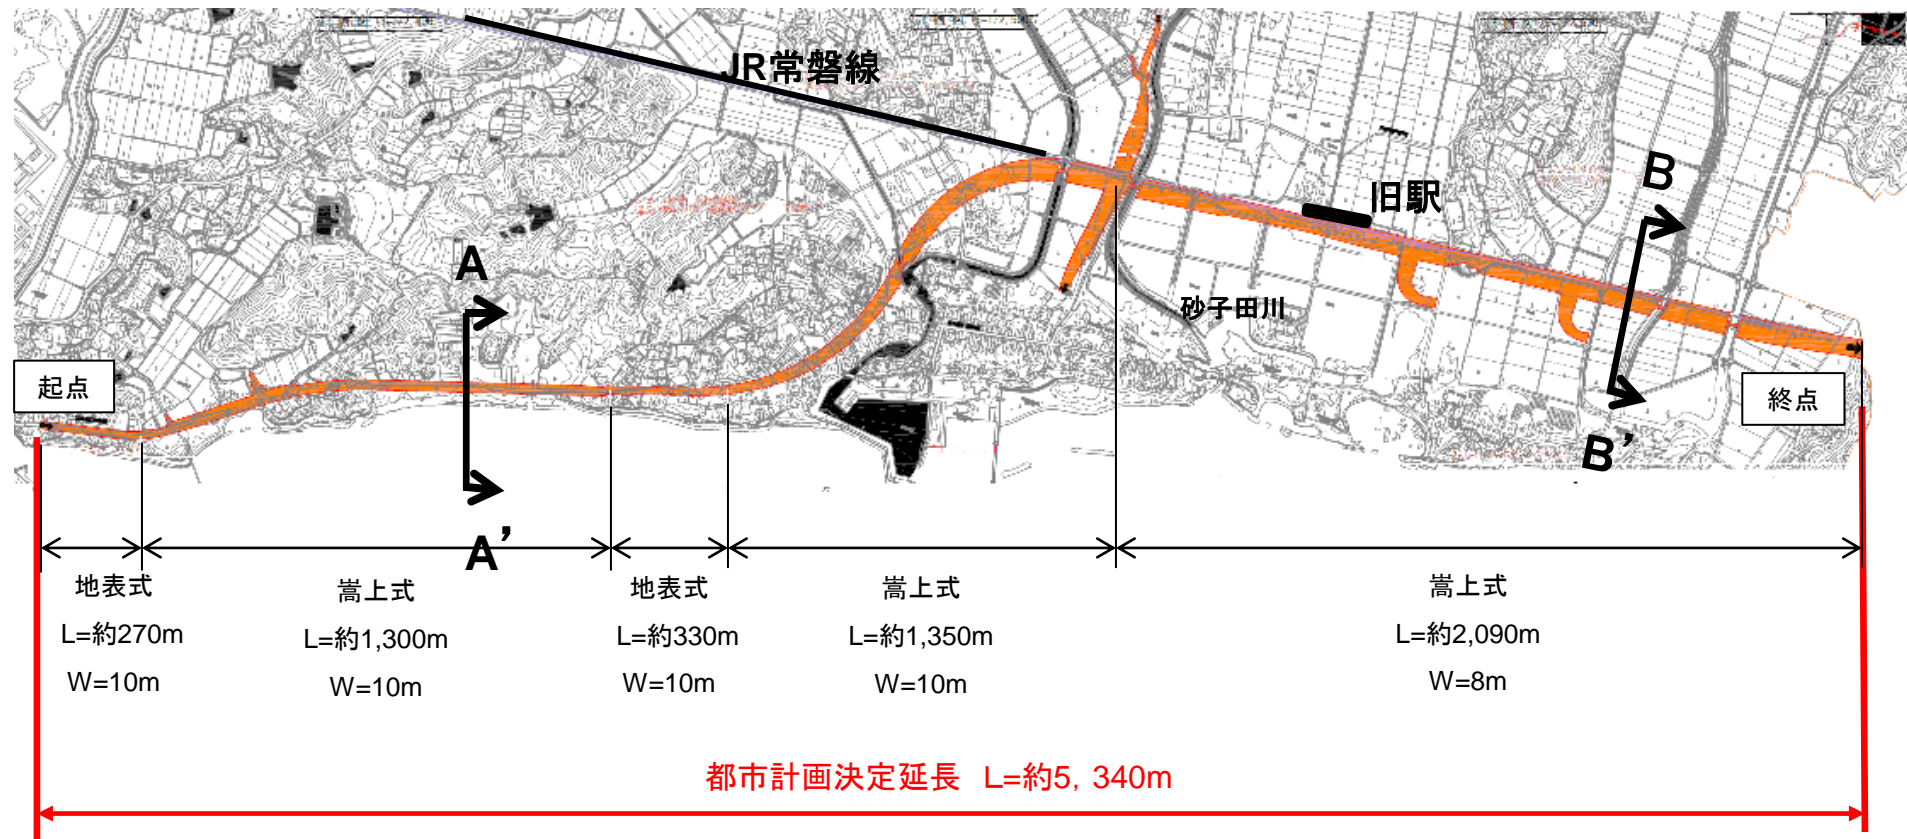 JR常磐線
旧駅
B
A
砂子田川
起点
終点
B’
A’
地表式
L=約270m
W=10m
嵩上式
L=約1,300m
W=10m
地表式
L=約330m
W=10m
嵩上式
L=約1,350m
W=10m
嵩上式
L=約2,090m
W=8m
都市計画決定延長 L=約5，340m